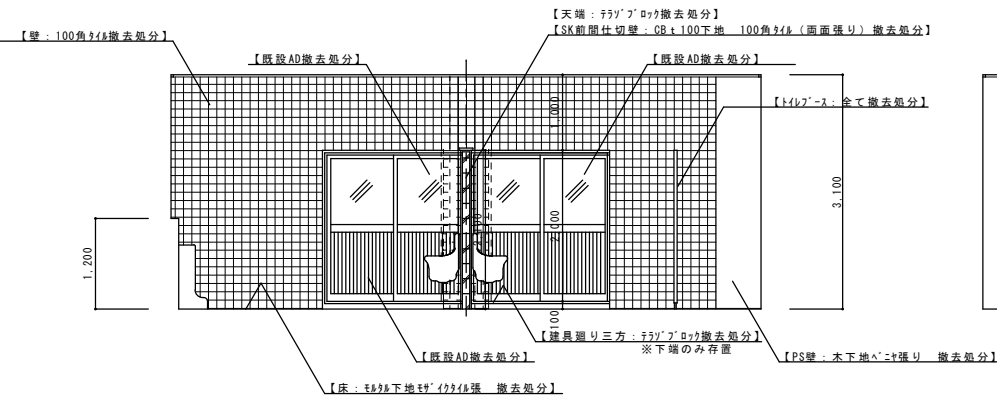 【天端：ﾃﾗｿﾞﾌﾞﾛｯｸ撤去処分】
【SK前間仕切壁：CBｔ100下地　100角ﾀｲﾙ（両面張り）撤去処分】
【壁：100角ﾀｲﾙ撤去処分】
【既設AD撤去処分】
【既設AD撤去処分】
【ﾄｲﾚﾌﾞｰｽ：全て撤去処分】
1,000
3,100
2,000
1,200
100
【建具廻り三方：ﾃﾗｿﾞﾌﾞﾛｯｸ撤去処分】
※下端のみ存置
【既設AD撤去処分】
【PS壁：木下地ﾍﾞﾆﾔ張り　撤去処分】
【床：ﾓﾙﾀﾙ下地ﾓｻﾞｲｸﾀｲﾙ張　撤去処分】